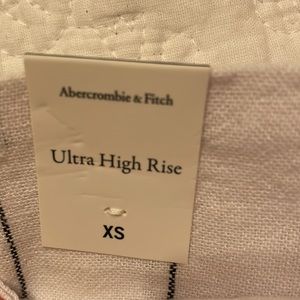 Abercrombie & Fitch
Ultra High Rise
XS